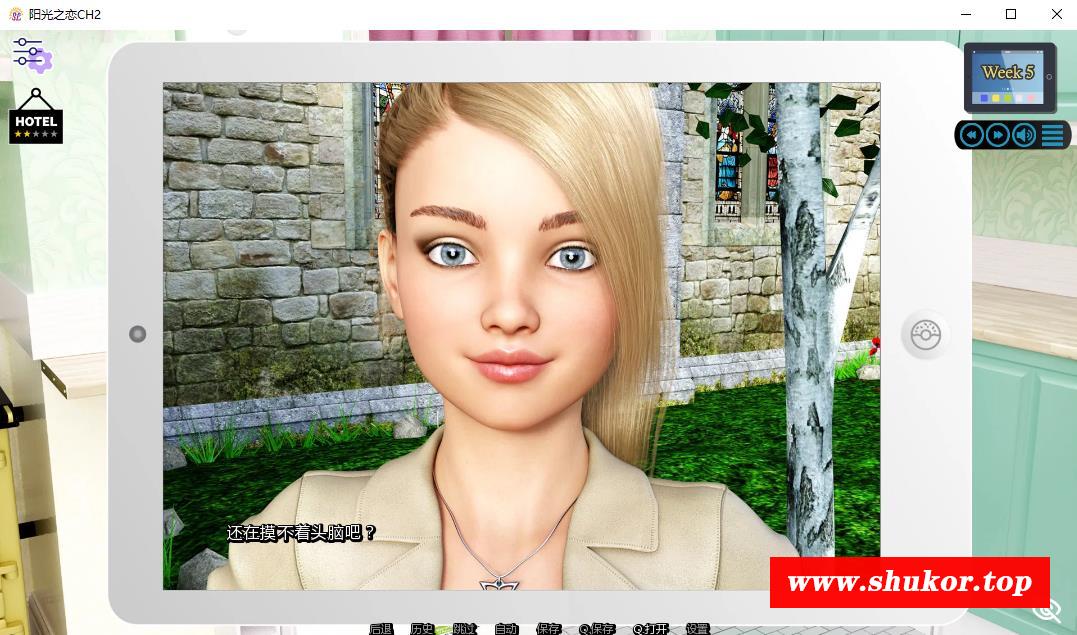 阳光之恋CH2
HOTEL
Week 5
还在摸不着头脑吧？
www.shukor.top
后退 历史 跳过 自动 保存 Q.保存 Q.打开 设置